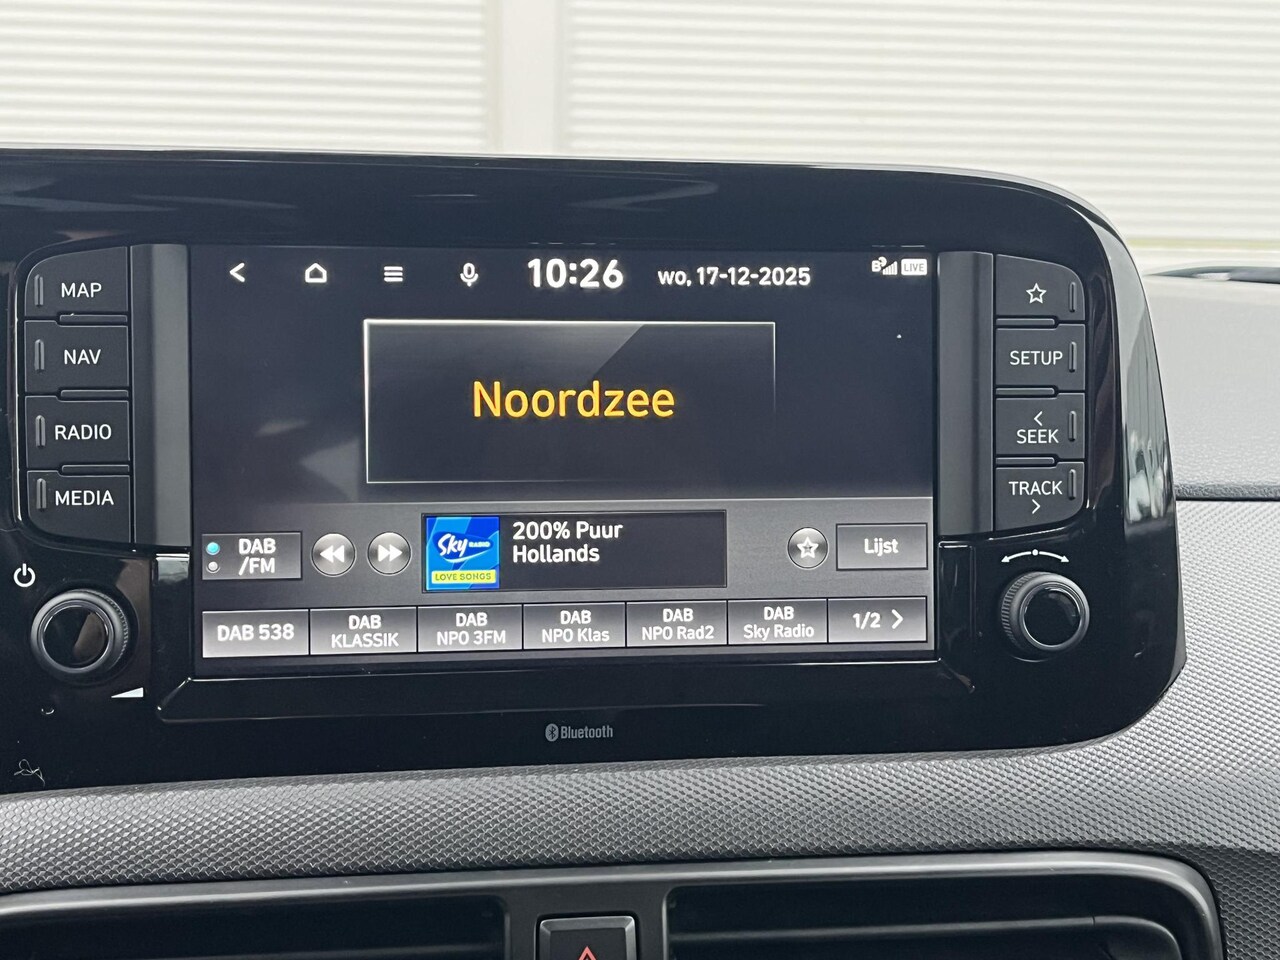 10:26 wo, 17-12-2025 LIVE
MAP
NAV
RADIO
MEDIA
Noordzee
SETUP
SEEK
TRACK
DAB
/FM
Sky RADIO
LOVE SONGS
200% Puur
Hollands
Lijst
DAB 538
DAB
KLASSIK
DAB
NPO 3FM
DAB
NPO Klas
DAB
NPO Rad2
DAB
Sky Radio
1/2
Bluetooth